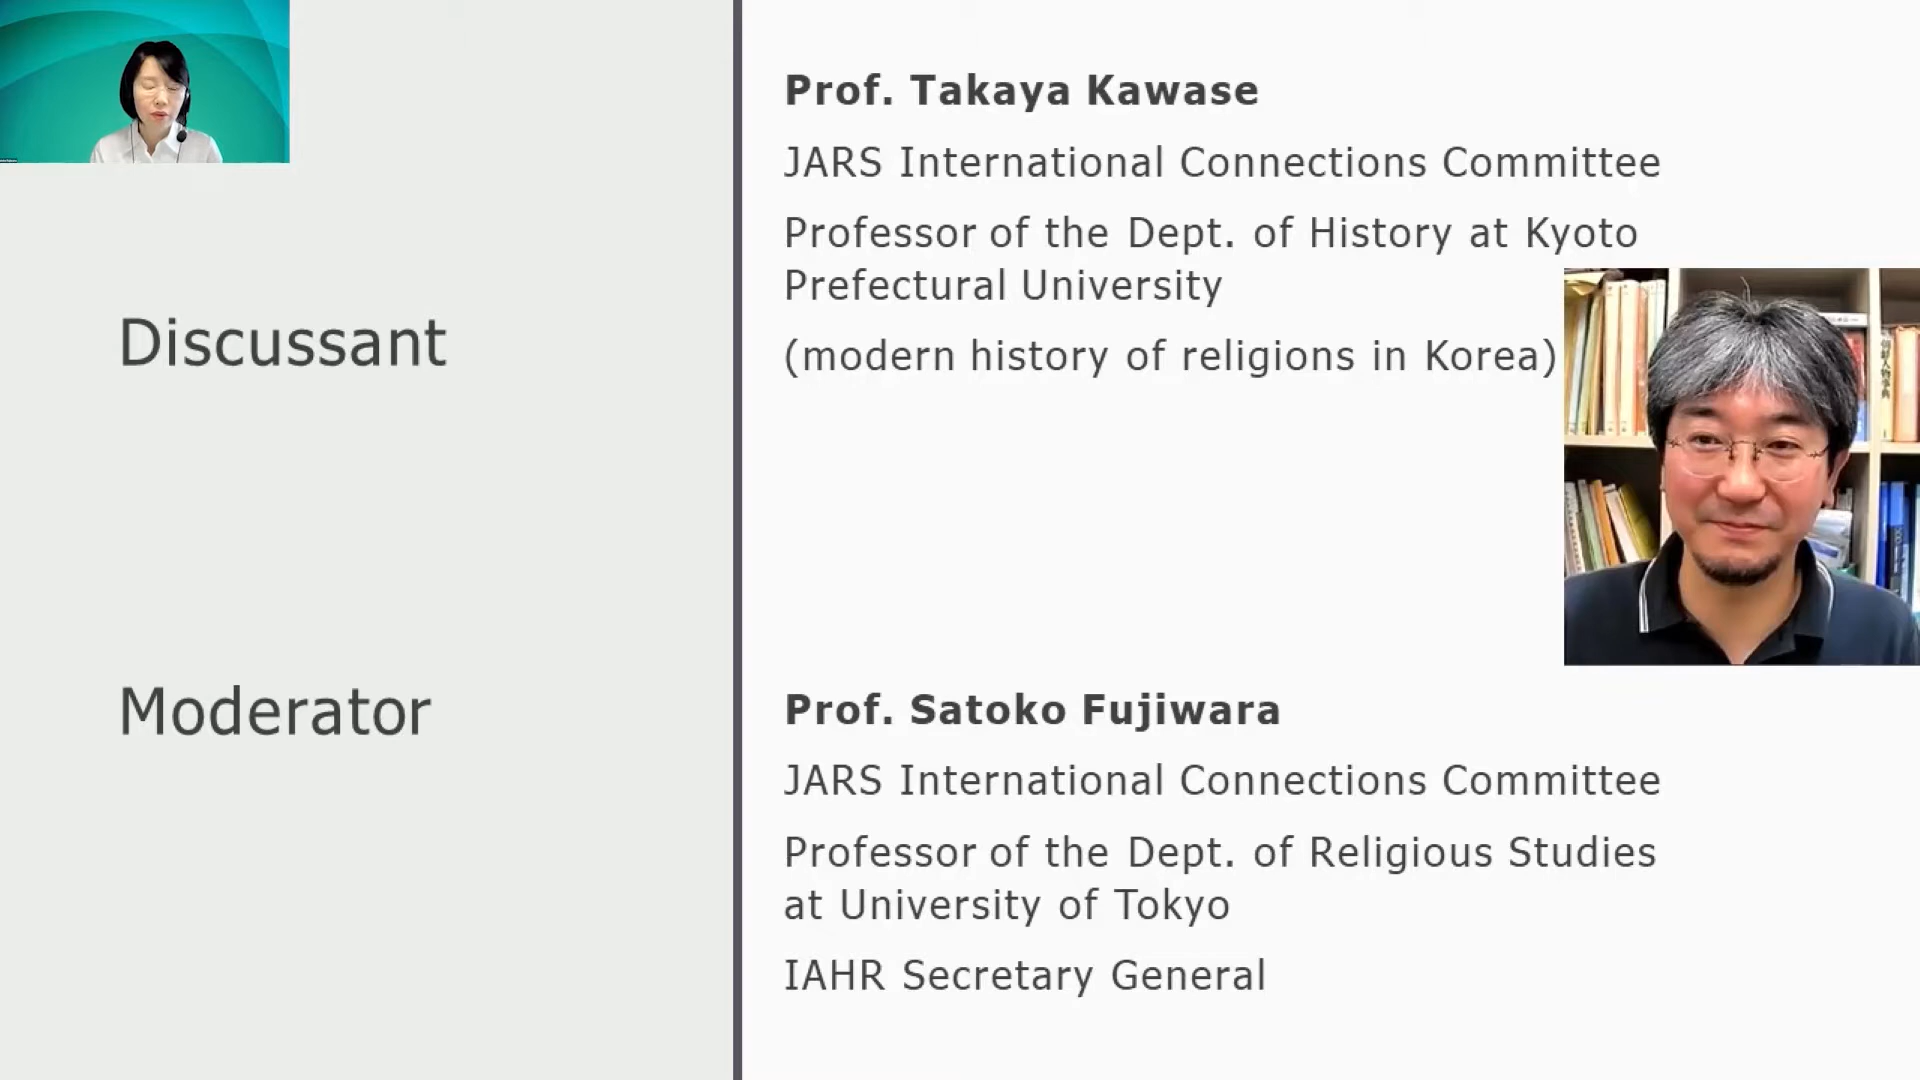 Discussant
Prof. Takaya Kawase
JARS International Connections Committee
Professor of the Dept. of History at Kyoto
Prefectural University
(modern history of religions in Korea)
Moderator
Prof. Satoko Fujiwara
JARS International Connections Committee
Professor of the Dept. of Religious Studies
at University of Tokyo
IAHR Secretary General